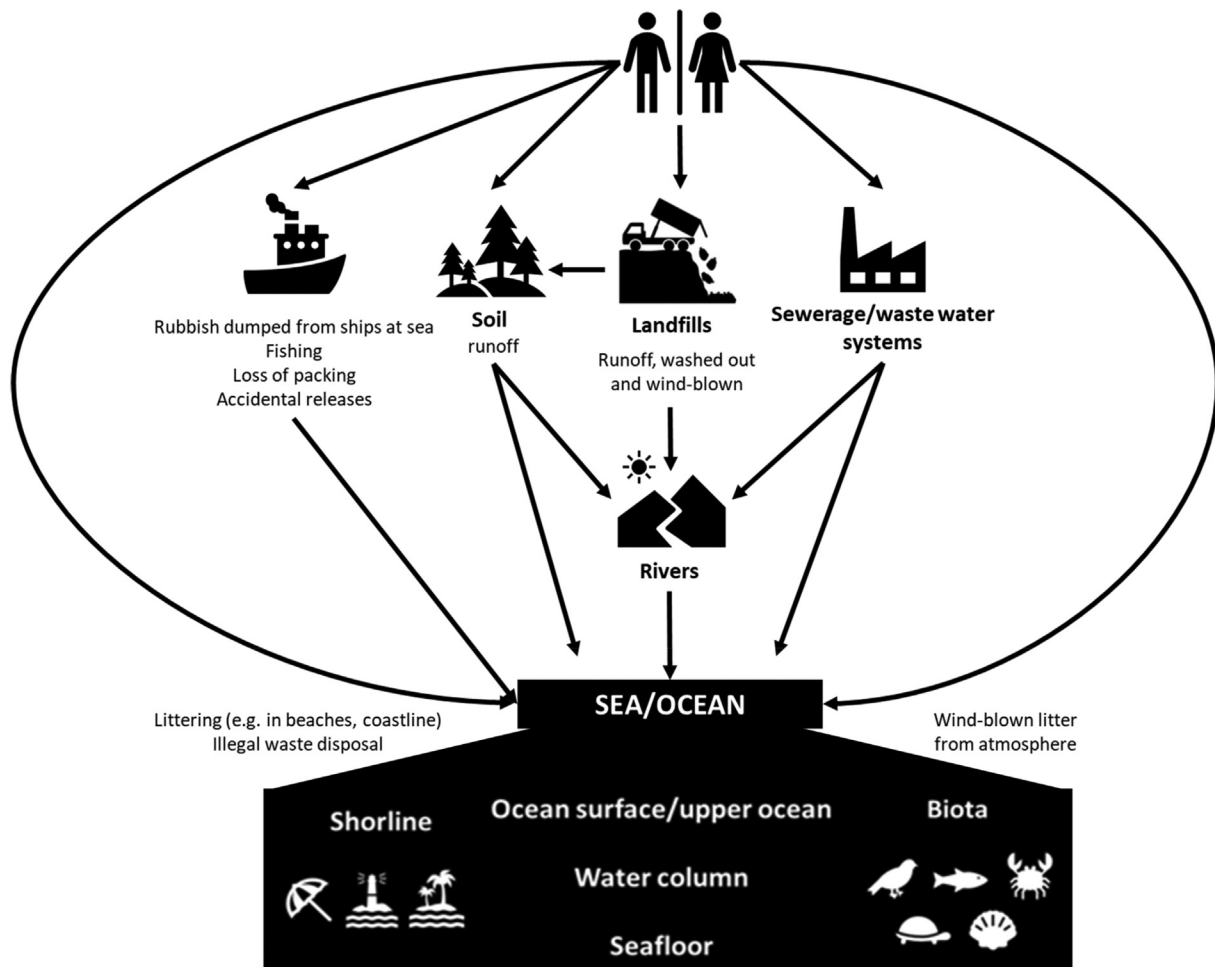 Rubbish dumped from ships at sea
Fishing
Loss of packing
Accidental releases
Soil
runoff
Landfills
Runoff, washed out
and wind-blown
Sewerage/waste water
systems
Rivers
SEA/OCEAN
Littering (e.g. in beaches, coastline)
Illegal waste disposal
Wind-blown litter
from atmosphere
Shorline
Ocean surface/upper ocean
Biota
Water column
Seafloor